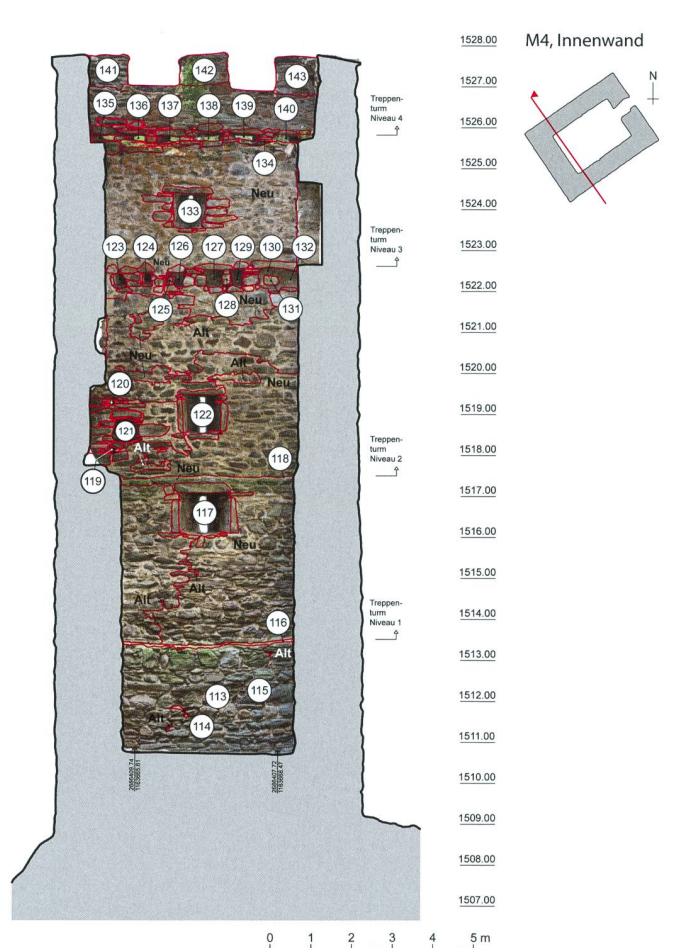 1528.00
M4, Innenwand
141
142
143
1527.00
N
135
136
137
138
139
140
Treppen-
turm
Niveau 4
1526.00
134
1525.00
Neu
1524.00
133
123
124
126
127
129
130
132
Treppen-
turm
Niveau 3
1523.00
Neu
1522.00
125
128
Neu
131
1521.00
Alt
Neu
Alt
1520.00
120
Neu
1519.00
122
121
Alt
118
Treppen-
turm
Niveau 2
1518.00
119
Neu
1517.00
117
1516.00
Neu
1515.00
Alt
Alt
Treppen-
turm
Niveau 1
1514.00
116
1513.00
Alt
113
115
1512.00
Alt
114
1511.00
1510.00
1509.00
1508.00
1507.00
0 1 2 3 4 5 m